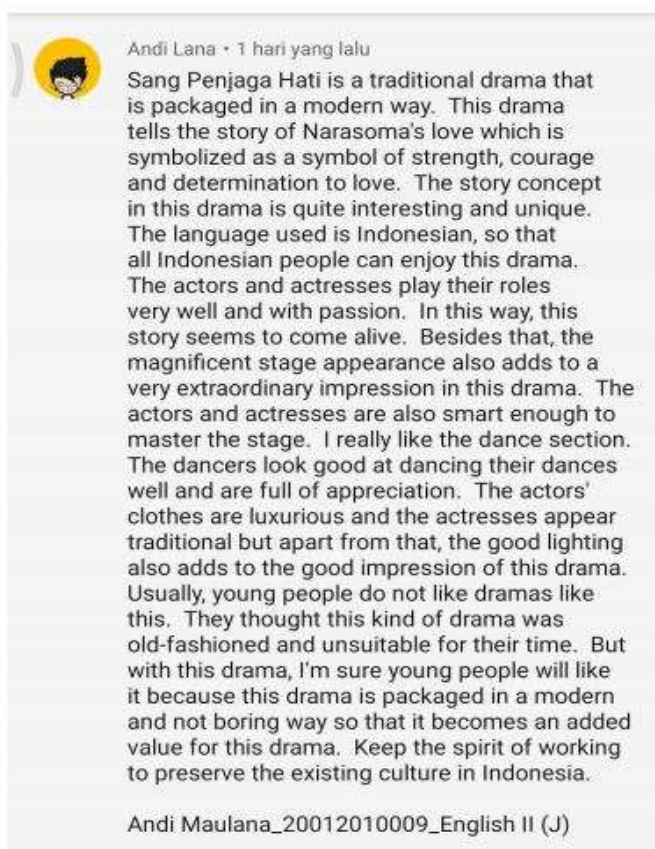 Andi Lana • 1 hari yang lalu
Sang Penjaga Hati is a traditional drama that
is packaged in a modern way.  This drama
tells the story of Narasoma's love which is
symbolized as a symbol of strength, courage
and determination to love.  The story concept
in this drama is quite interesting and unique.
The language used is Indonesian, so that
all Indonesian people can enjoy this drama.
The actors and actresses play their roles
very well and with passion.  In this way, this
story seems to come alive.  Besides that, the
magnificent stage appearance also adds to a
very extraordinary impression in this drama.  The
actors and actresses are also smart enough to
master the stage.  I really like the dance section.
The dancers look good at dancing their dances
well and are full of appreciation.  The actors'
clothes are luxurious and the actresses appear
traditional but apart from that, the good lighting
also adds to the good impression of this drama.
Usually, young people do not like dramas like
this.  They thought this kind of drama was
old-fashioned and unsuitable for their time.  But
with this drama, I'm sure young people will like
it because this drama is packaged in a modern
and not boring way so that it becomes an added
value for this drama.  Keep the spirit of working
to preserve the existing culture in Indonesia.
Andi Maulana_20012010009_English II (J)